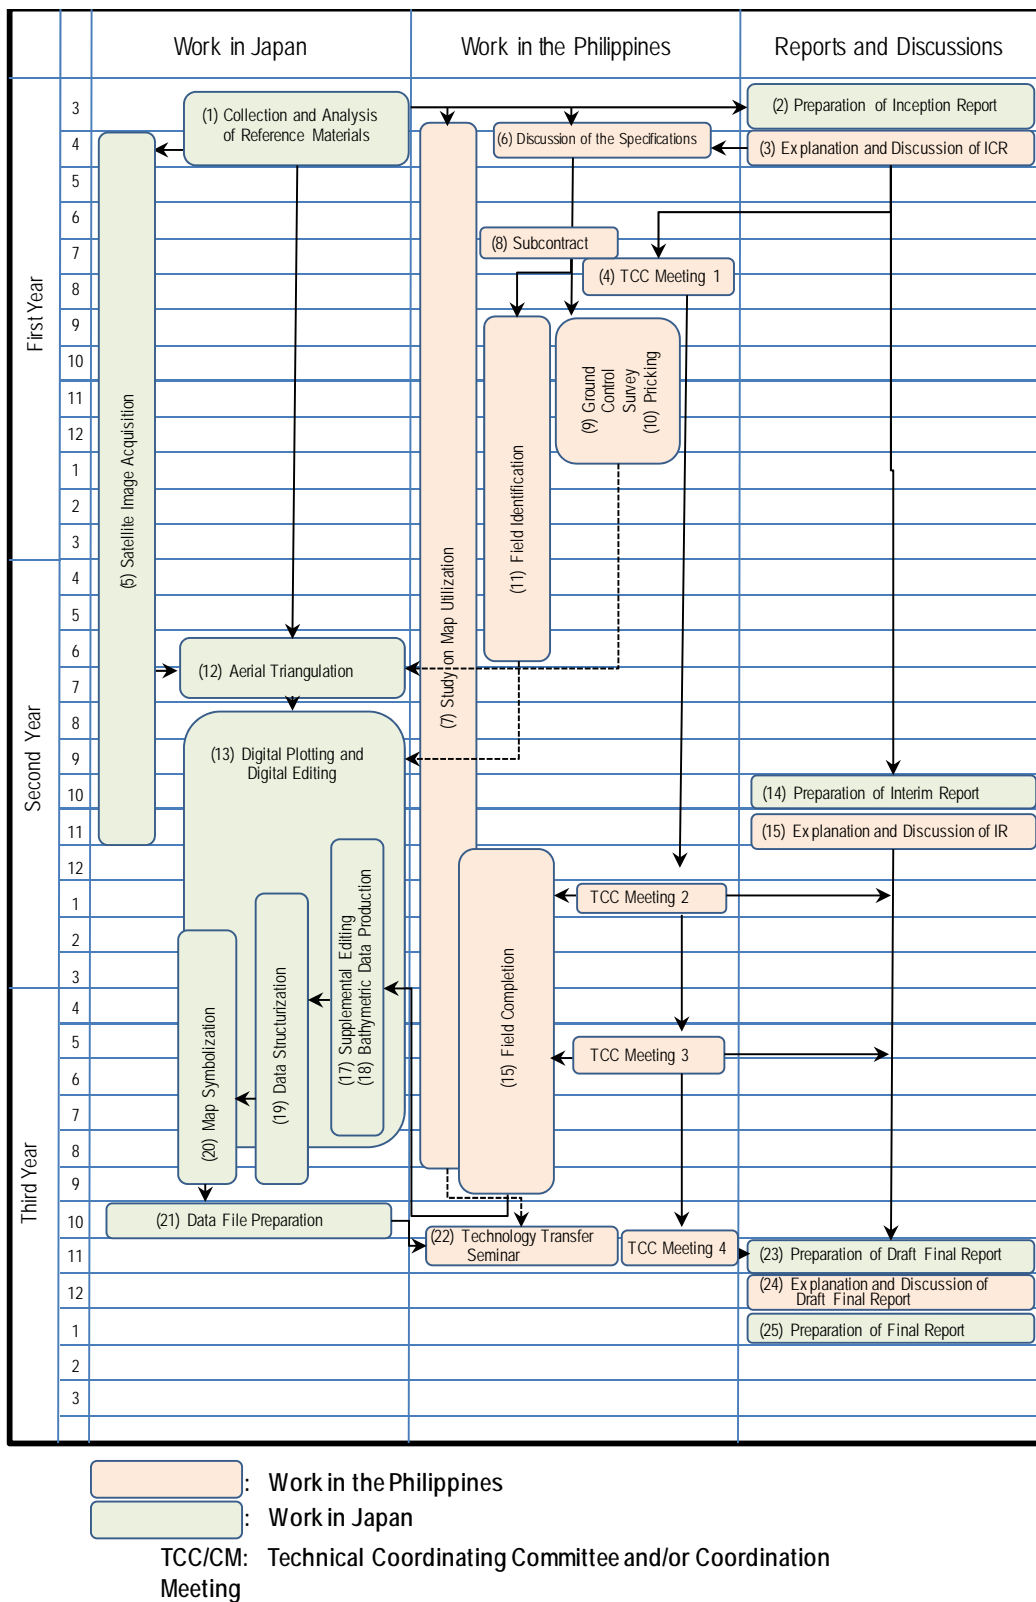 Work in Japan
Work in the Philippines
Reports and Discussions
First Year
Second Year
Third Year
3
4
5
6
7
8
9
10
11
12
1
2
3
4
5
6
7
8
9
10
11
12
1
2
3
4
5
6
7
8
9
10
11
12
1
2
3
(1) Collection and Analysis
of Reference Materials
(2) Preparation of Inception Report
(6) Discussion of the Specifications
(3) Explanation and Discussion of ICR
(8) Subcontract
(4) TCC Meeting 1
(5) Satellite Image Acquisition
(7) Study on Map Utilization
(11) Field Identification
(9) Ground
Control
Survey
(10) Pricking
(12) Aerial Triangulation
(13) Digital Plotting and
Digital Editing
(14) Preparation of Interim Report
(15) Explanation and Discussion of IR
(17) Supplemental Editing
(18) Bathymetric Data Production
(19) Data Structurization
(20) Map Symbolization
(15) Field Completion
TCC Meeting 2
TCC Meeting 3
(21) Data File Preparation
(22) Technology Transfer
Seminar
TCC Meeting 4
(23) Preparation of Draft Final Report
(24) Explanation and Discussion of
Draft Final Report
(25) Preparation of Final Report
: Work in the Philippines
: Work in Japan
TCC/CM: Technical Coordinating Committee and/or Coordination
Meeting